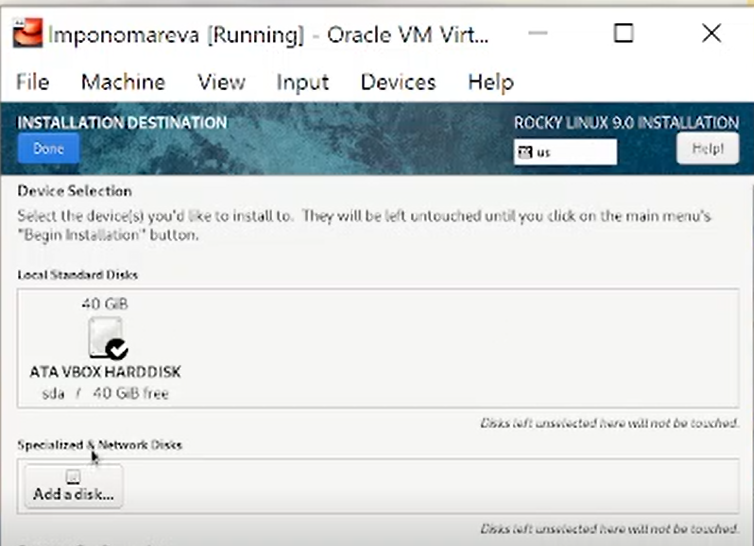 Imponomareva [Running] - Oracle VM Virt...
File Machine View Input Devices Help
INSTALLATION DESTINATION
ROCKY LINUX 9.0 INSTALLATION
Done
us
Help!
Device Selection
Select the device(s) you'd like to install to. They will be left untouched until you click on the main menu's
"Begin Installation" button.
Local Standard Disks
40 GiB
ATA VBOX HARDDISK
sda / 40 GiB free
Disks left unselected here will not be touched.
Specialized & Network Disks
Add a disk...
Disks left unselected here will not be touched.